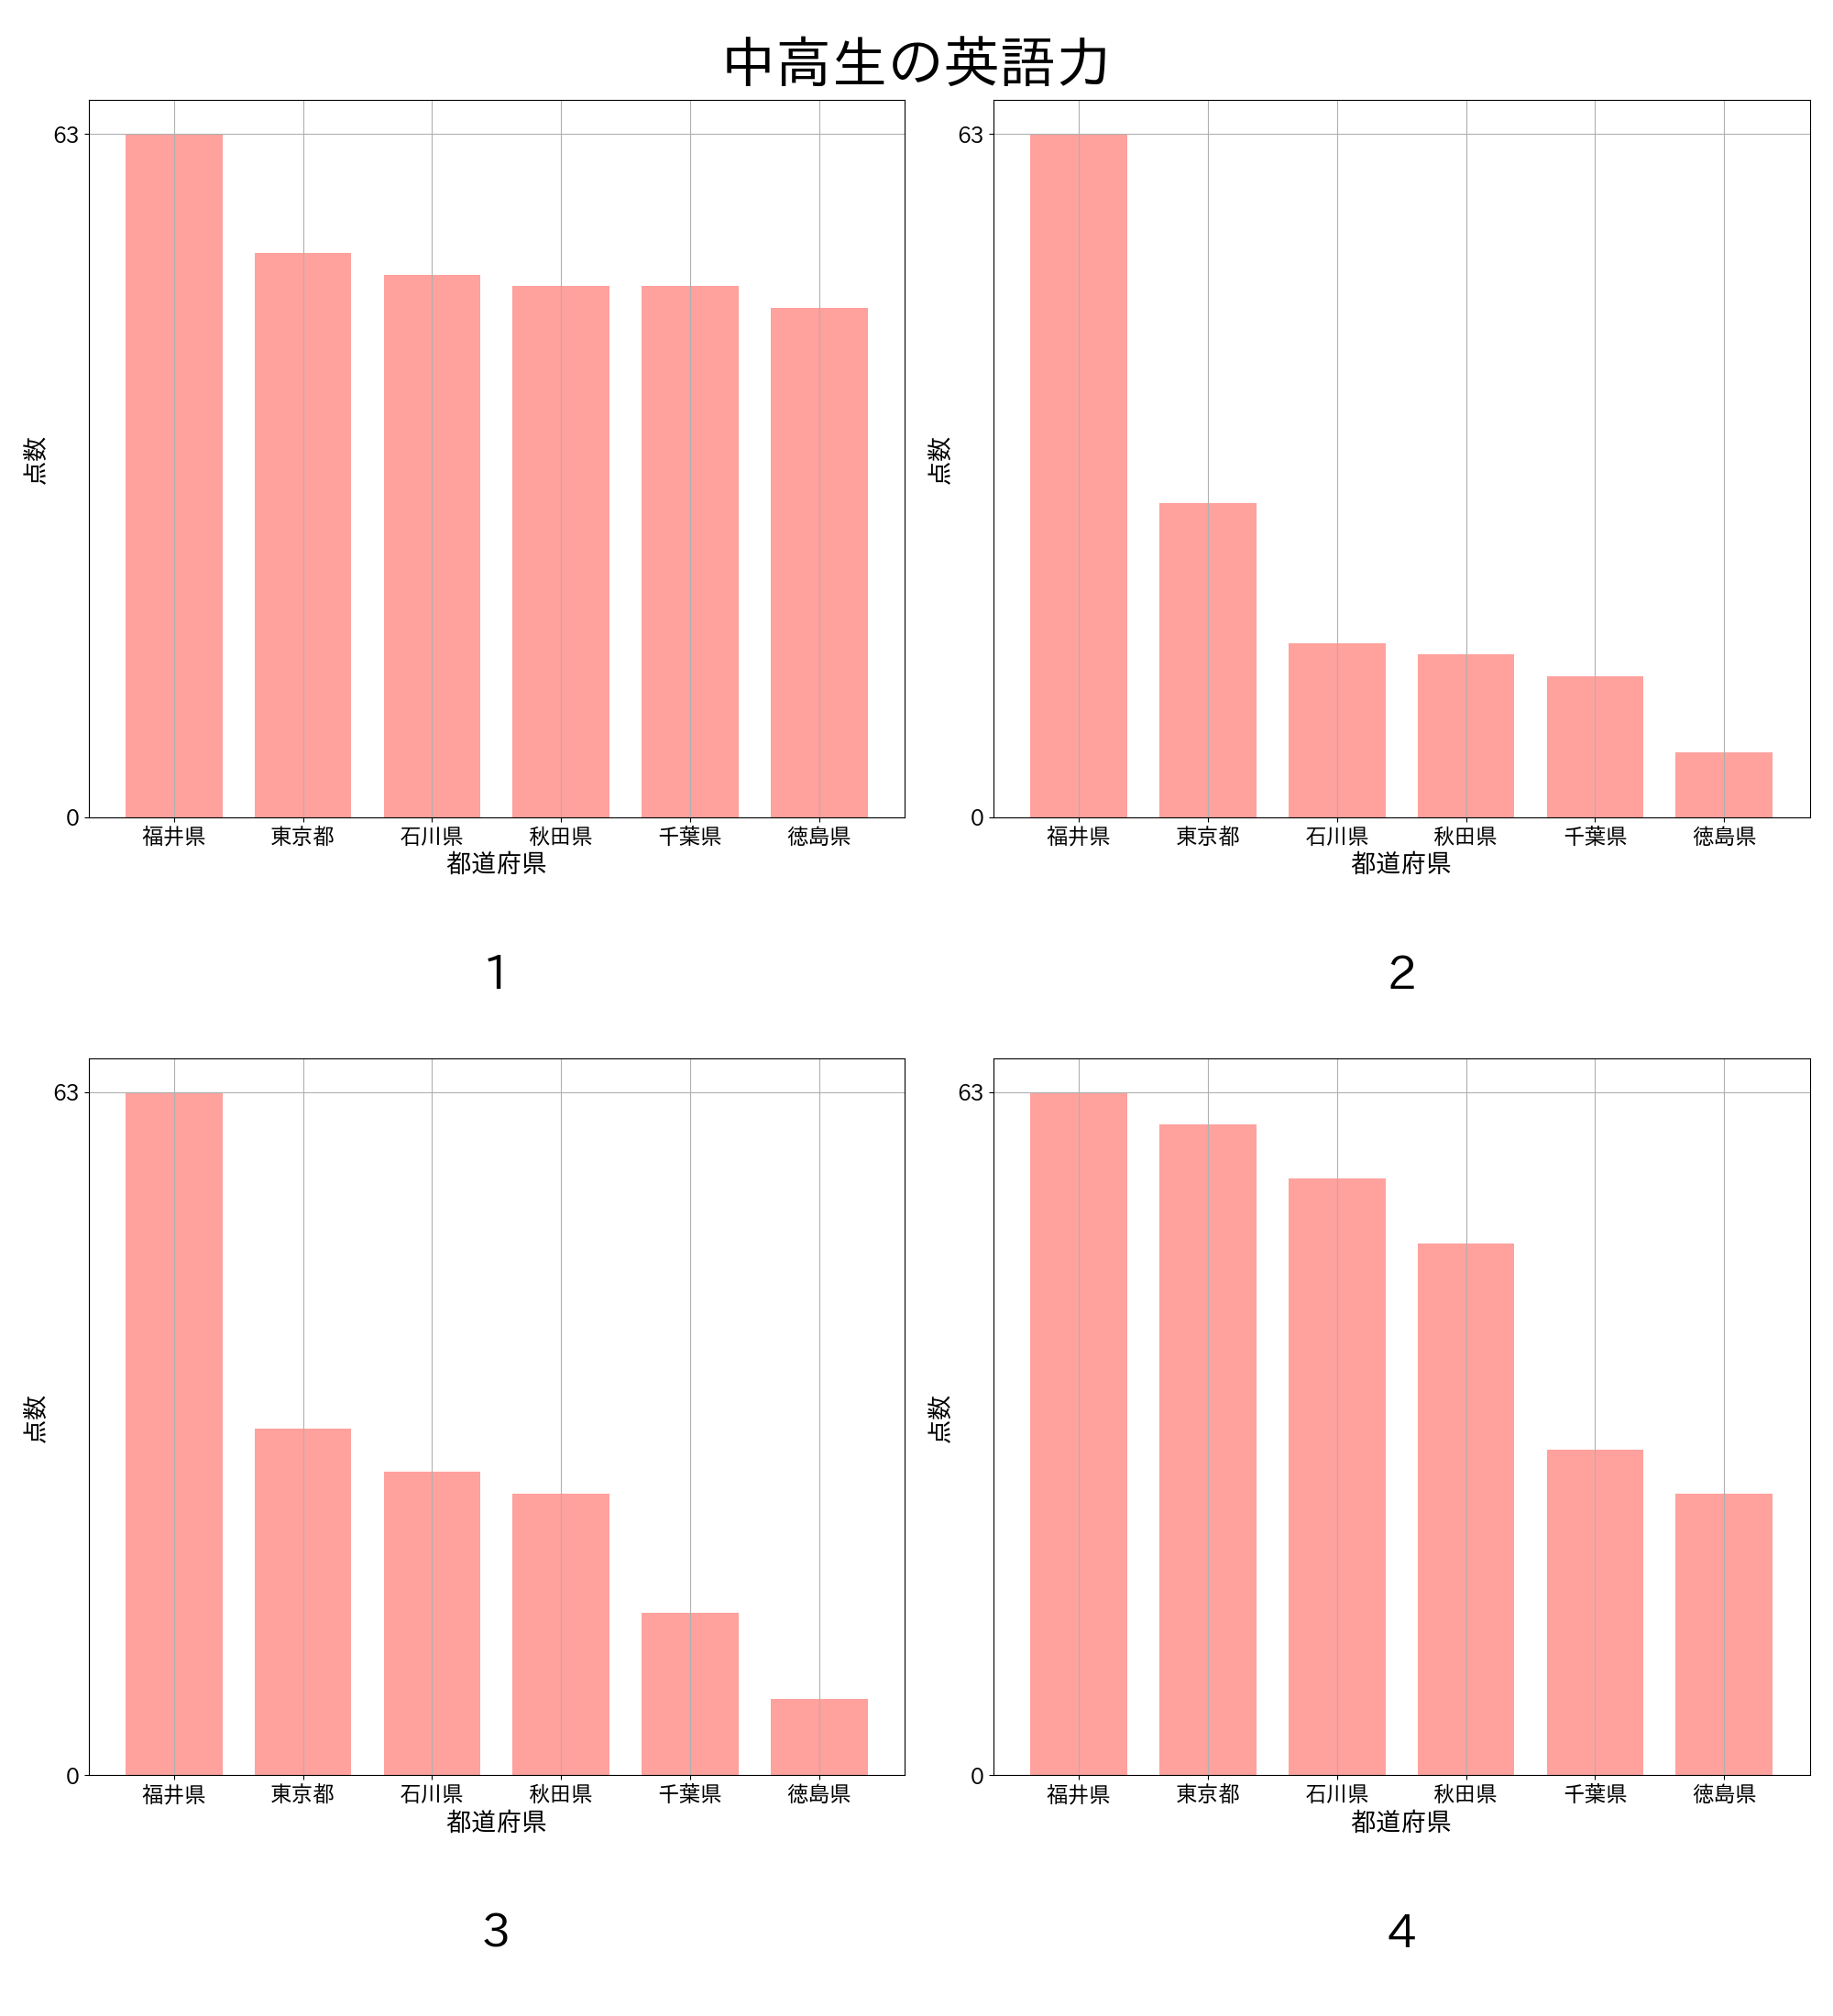 中高生の英語力
63
点数
0
福井県 東京都 石川県 秋田県 千葉県 徳島県
都道府県
1
63
点数
0
福井県 東京都 石川県 秋田県 千葉県 徳島県
都道府県
2
63
点数
0
福井県 東京都 石川県 秋田県 千葉県 徳島県
都道府県
3
63
点数
0
福井県 東京都 石川県 秋田県 千葉県 徳島県
都道府県
4